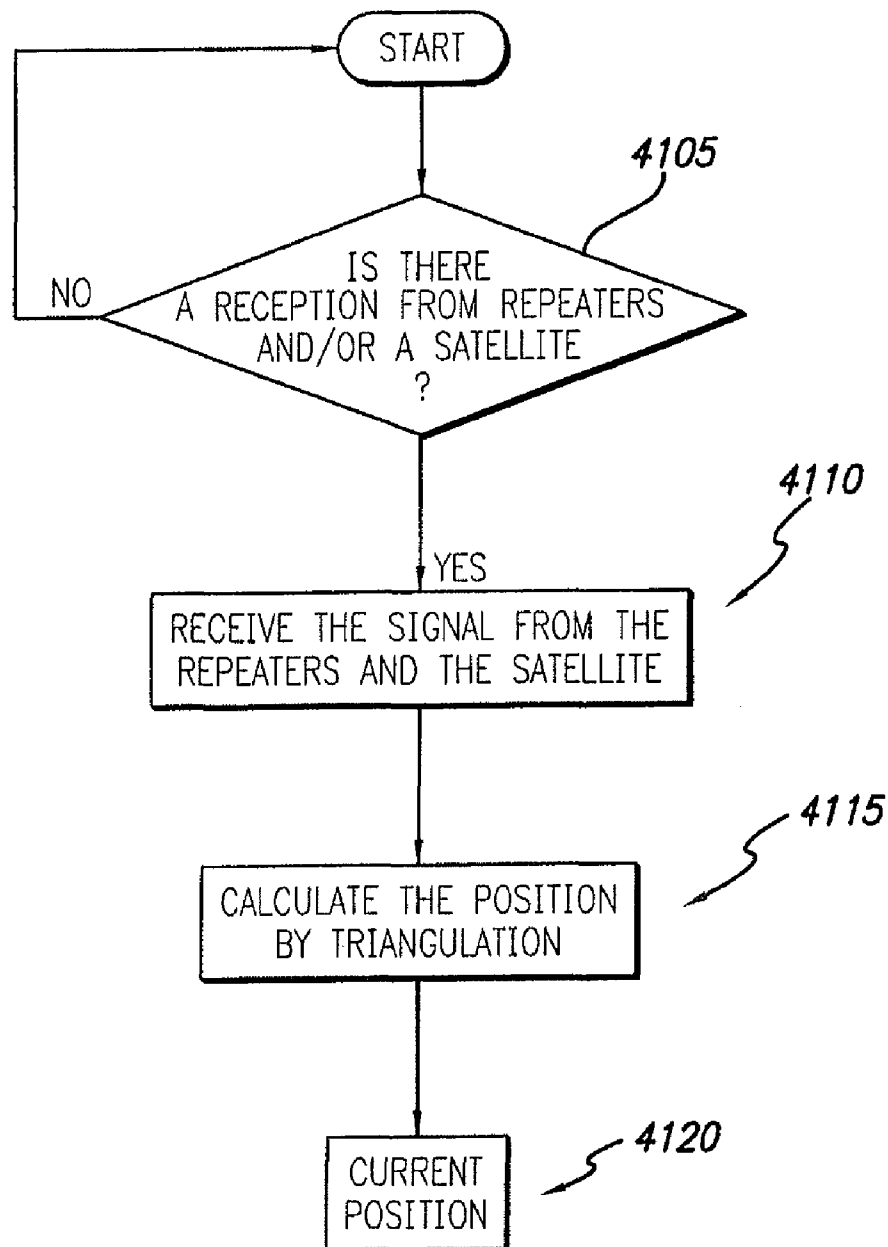 START
4105
IS THERE
A RECEPTION FROM REPEATERS
AND/OR A SATELLITE
?
NO
4110
YES
RECEIVE THE SIGNAL FROM THE
REPEATERS AND THE SATELLITE
4115
CALCULATE THE POSITION
BY TRIANGULATION
4120
CURRENT
POSITION